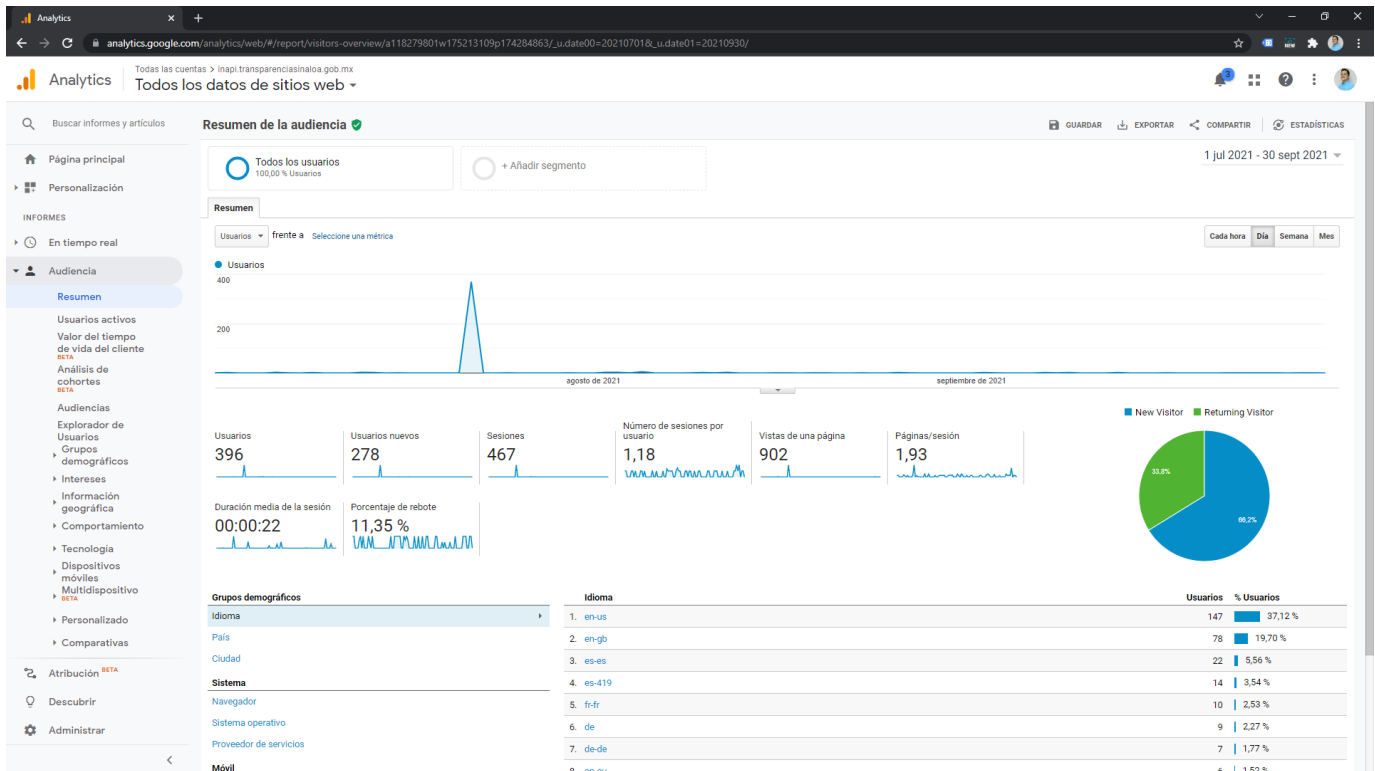 Analytics
analytics.google.com/analytics/web/#/report/visitors-overview/a118279801w175213109p174284863/_u.date00=20210701&_u.date01=20210930/
NEW
Analytics
Todas las cuentas > inapi.transparenciasinaloa.gob.mx
Todos los datos de sitios web
3
Buscar informes y artículos
Página principal
Personalización
INFORMES
En tiempo real
Audiencia
Resumen
Usuarios activos
Valor del tiempo
de vida del cliente
BETA
Análisis de
cohortes
BETA
Audiencias
Explorador de
Usuarios
Grupos
demográficos
Intereses
Información
geográfica
Comportamiento
Tecnología
Dispositivos
móviles
Multidispositivo
BETA
Personalizado
Comparativas
Atribución BETA
Descubrir
Administrar
Resumen de la audiencia
GUARDAR
EXPORTAR
COMPARTIR
ESTADÍSTICAS
Todos los usuarios
100,00 % Usuarios
+ Añadir segmento
1 jul 2021 - 30 sept 2021
Resumen
Usuarios frente a Seleccione una métrica
Cada hora Día Semana Mes
Usuarios
400
200
agosto de 2021
septiembre de 2021
New Visitor Returning Visitor
33,8%
66,2%
Usuarios
396
Usuarios nuevos
278
Sesiones
467
Número de sesiones por
usuario
1,18
Vistas de una página
902
Páginas/sesión
1,93
Duración media de la sesión
00:00:22
Porcentaje de rebote
11,35 %
Grupos demográficos
Idioma
País
Ciudad
Sistema
Navegador
Sistema operativo
Proveedor de servicios
Móvil
Idioma Usuarios % Usuarios
1. en-us 147 37,12 %
2. en-gb 78 19,70 %
3. es-es 22 5,56 %
4. es-419 14 3,54 %
5. fr-fr 10 2,53 %
6. de 9 2,27 %
7. de-de 7 1,77 %
8. 6 1,52 %